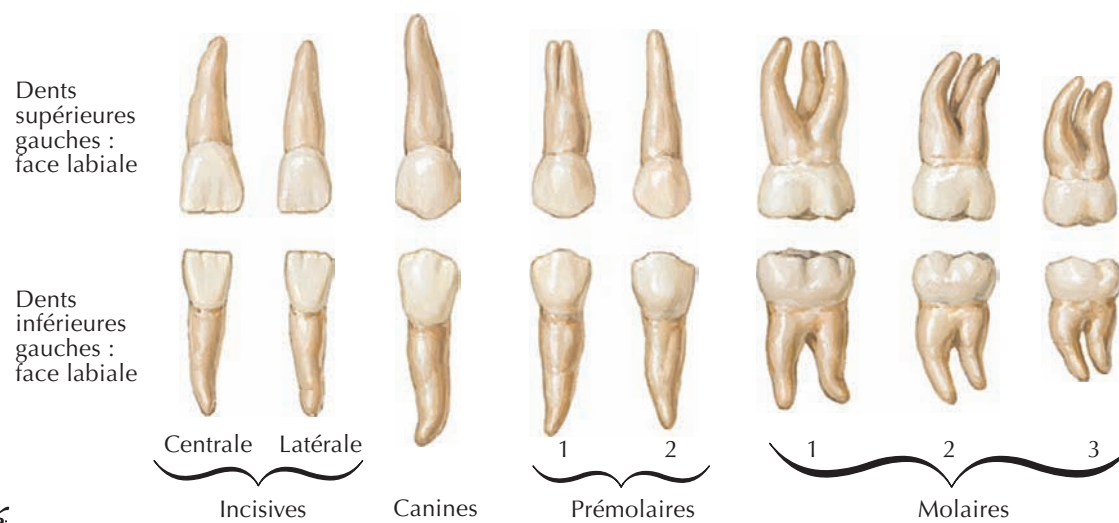 Dents
supérieures
gauches :
face labiale
Dents
inférieures
gauches :
face labiale
Centrale Latérale 1 2 1 2 3
Incisives Canines Prémolaires Molaires